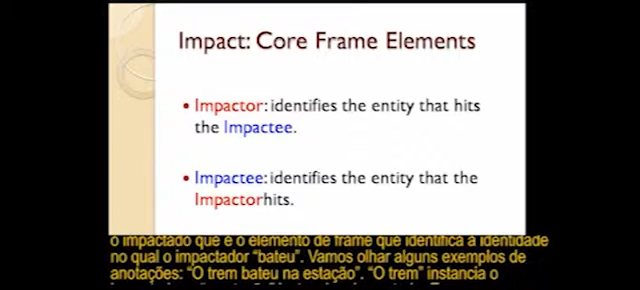 Impact: Core Frame Elements
• Impactor: identifies the entity that hits
the Impactee.
• Impactee: identifies the entity that the
Impactorhits.
o impactado que é o elemento de frame que identifica a identidade
no qual o impactador “bateu”. Vamos olhar alguns exemplos de
anotações: “O trem bateu na estação”. “O trem” instancia o